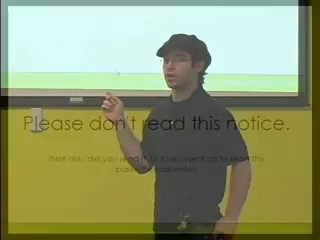 Please don't read this notice.
(Not only did you read it, but you went on to read this
parenthetical note.)